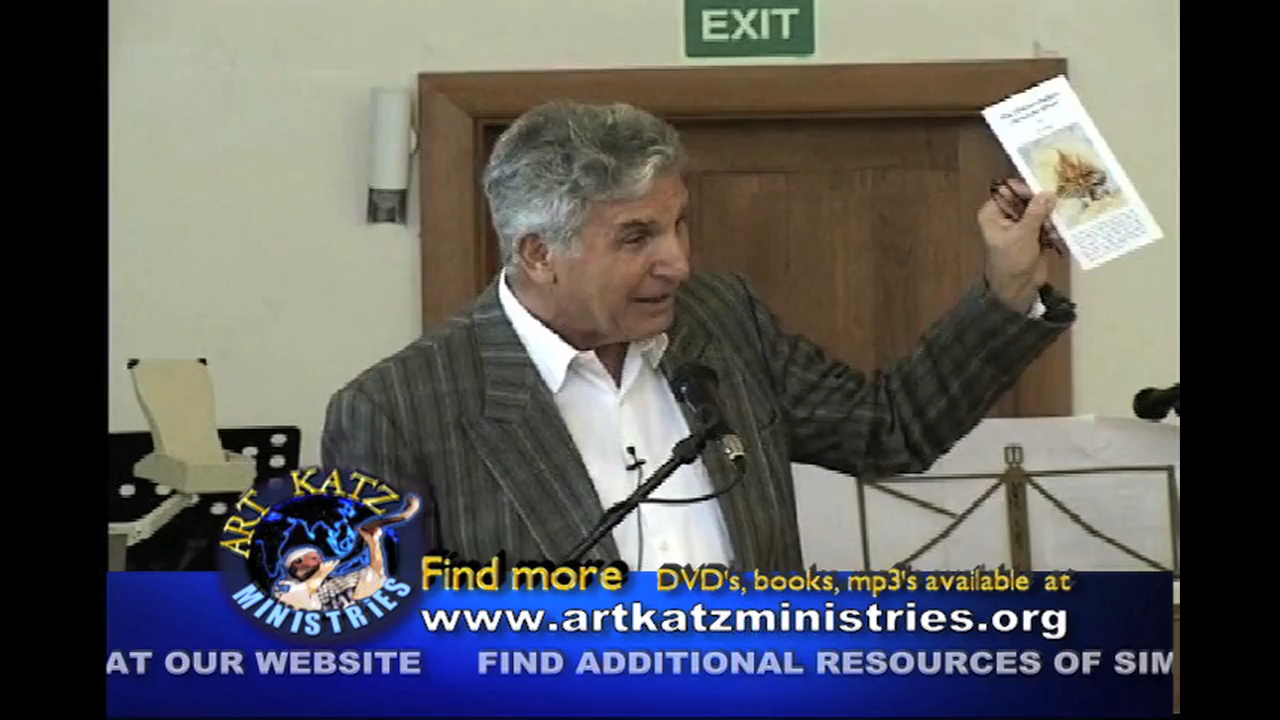 EXIT
ART KATZ
MINISTRIES
Find more DVD's, books, mp3's available at
www.artkatzministries.org
AT OUR WEBSITE FIND ADDITIONAL RESOURCES OF SIM